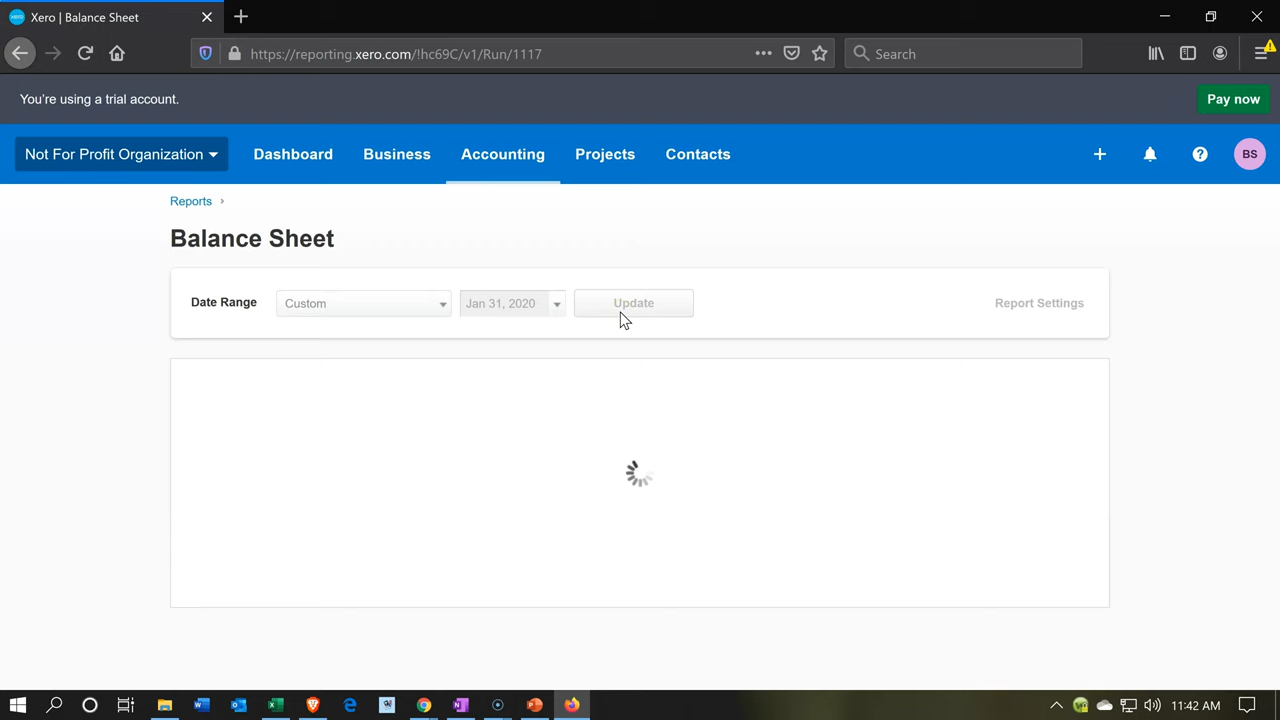 Xero | Balance Sheet
https://reporting.xero.com/!hc69C/v1/Run/1117
Search
You're using a trial account.
Pay now
Not For Profit Organization
Dashboard
Business
Accounting
Projects
Contacts
BS
Reports
Balance Sheet
Date Range
Custom
Jan 31, 2020
Update
Report Settings
11:42 AM